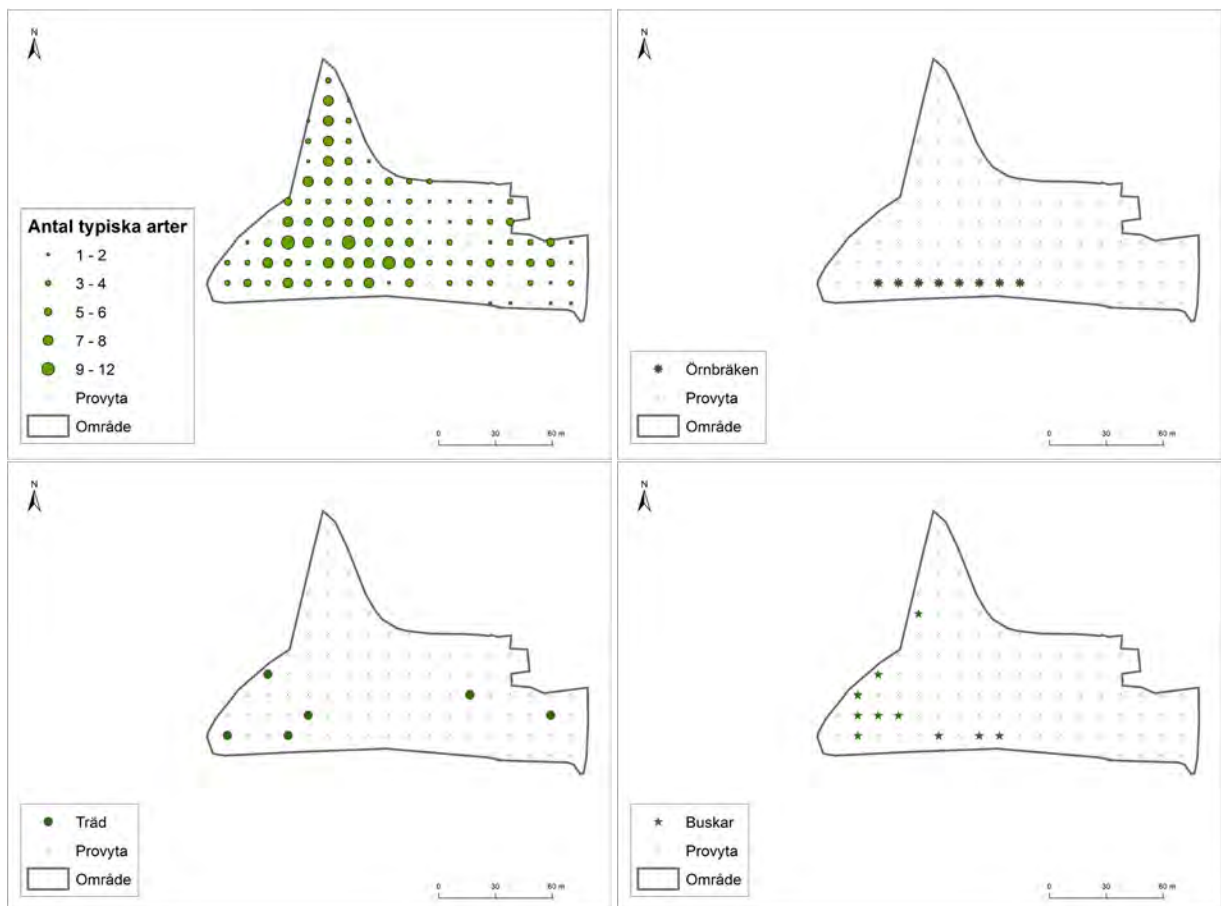 N
Antal typiska arter
1 - 2
3 - 4
5 - 6
7 - 8
9 - 12
Provyta
Område
0 30 60 m
N
Örnbräken
Provyta
Område
0 30 60 m
N
Träd
Provyta
Område
0 30 60 m
N
Buskar
Provyta
Område
0 30 60 m